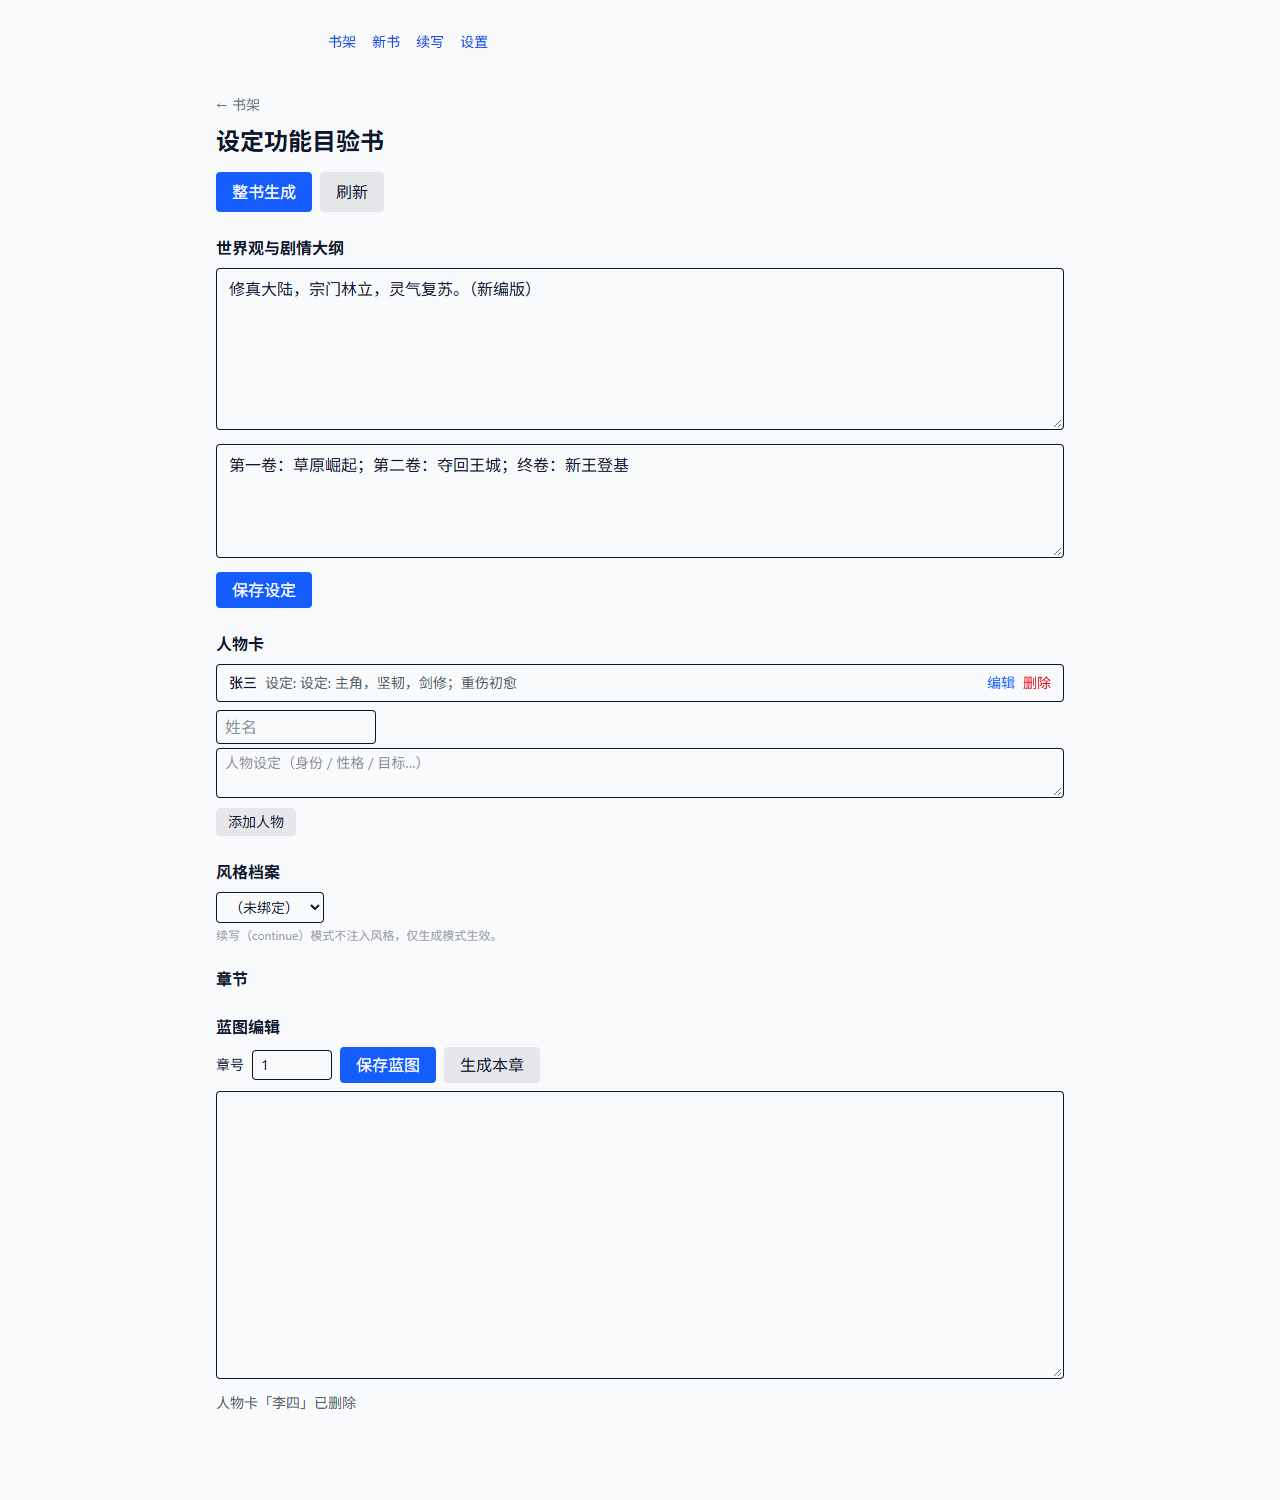 书架 新书 续写 设置
← 书架
设定功能目验书
整书生成 刷新
世界观与剧情大纲
修真大陆，宗门林立，灵气复苏。（新编版）
第一卷：草原崛起；第二卷：夺回王城；终卷：新王登基
保存设定
人物卡
张三 设定: 设定: 主角，坚韧，剑修；重伤初愈 编辑 删除
姓名
人物设定（身份 / 性格 / 目标...）
添加人物
风格档案
（未绑定）
续写（continue）模式不注入风格，仅生成模式生效。
章节
蓝图编辑
章号 1 保存蓝图 生成本章
人物卡「李四」已删除